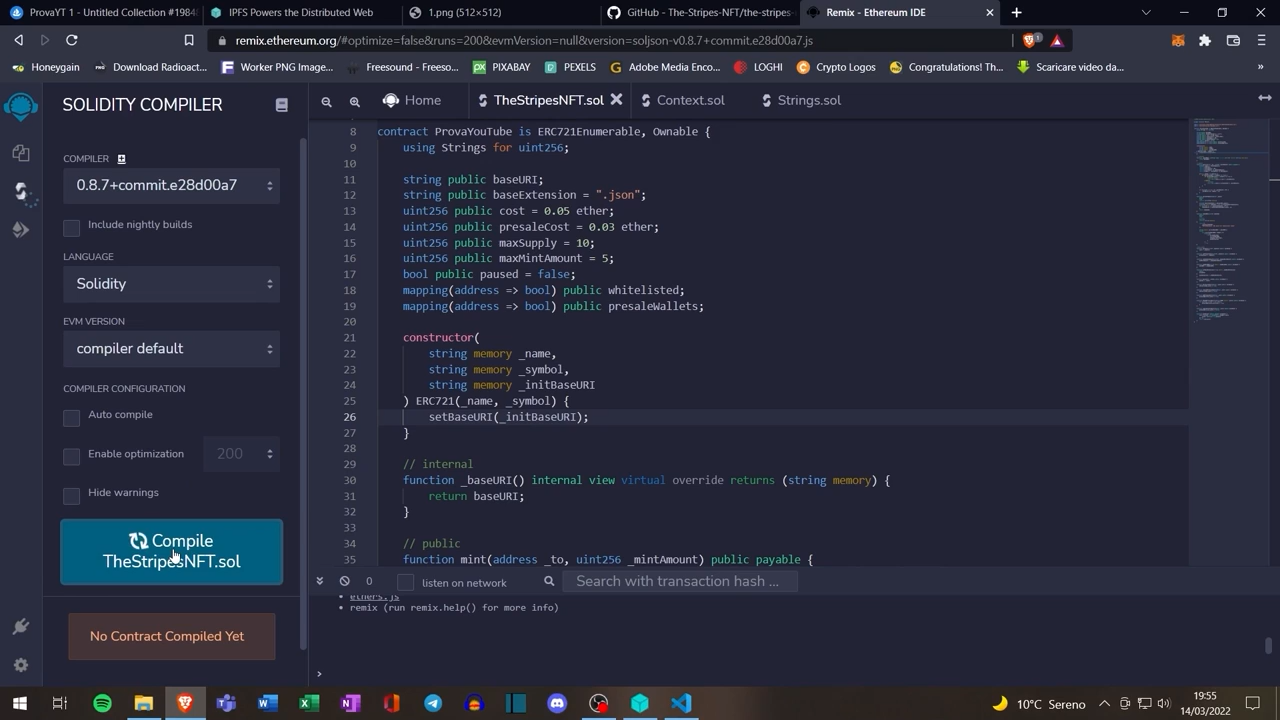 ProvaYT 1 - Unique Number #1984
IPFS Powers the Distributed Web
1.png (512×512)
GitHub - The-Stripes-NFT/the-stripes-
Remix - Ethereum IDE
remix.ethereum.org/#optimize=false&runs=200&evmVersion=null&version=soljson-v0.8.7+commit.e28d00a7.js
1
Honeygain
Download Radioact...
Worker PNG Image...
Freesound - Freeso...
PIXABAY
PEXELS
Adobe Media Enco...
LOGHI
Crypto Logos
Congratulations! Th...
Scaricare video da...
»
SOLIDITY COMPILER
Home
TheStripesNFT.sol
Context.sol
Strings.sol
COMPILER
0.8.7+commit.e28d00a7
Include nightly builds
LANGUAGE
Solidity
EVM VERSION
compiler default
COMPILER CONFIGURATION
Auto compile
Enable optimization
200
Hide warnings
Compile
TheStripesNFT.sol
No Contract Compiled Yet
8 contract ProvaYouTube is ERC721Enumerable, Ownable {
9 using Strings for uint256;
10
11 string public baseURI;
12 string public baseExtension = ".json";
13 uint256 public cost = 0.05 ether;
14 uint256 public presaleCost = 0.03 ether;
15 uint256 public maxSupply = 10;
16 uint256 public maxMintAmount = 5;
17 bool public paused = false;
18 mapping(address => bool) public whitelisted;
19 mapping(address => bool) public presaleWallets;
20
21 constructor(
22 string memory _name,
23 string memory _symbol,
24 string memory _initBaseURI
25 ) ERC721(_name, _symbol) {
26 setBaseURI(_initBaseURI);
27 }
28
29 // internal
30 function _baseURI() internal view virtual override returns (string memory) {
31 return baseURI;
32 }
33
34 // public
35 function mint(address _to, uint256 _mintAmount) public payable {
0
listen on network
Search with transaction hash ...
• ethers.js
• remix (run remix.help() for more info)
>
10°C Sereno
19:55
14/03/2022